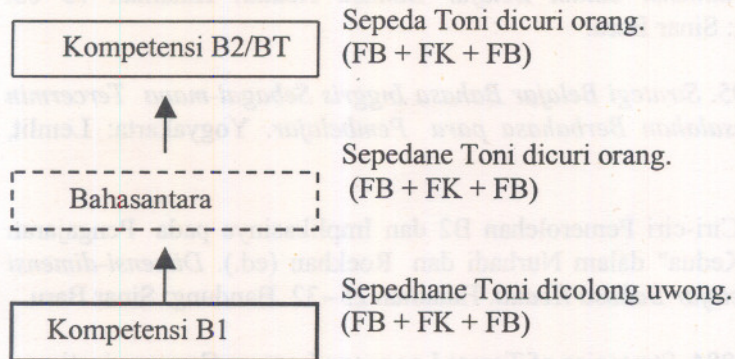 Sepeda Toni dicuri orang.
Kompetensi B2/BT
(FB + FK + FB)
Sepedane Toni dicuri orang.
Bahasantara
(FB + FK + FB)
Sepedhane Toni dicolong uwong.
Kompetensi B1
(FB + FK + FB)